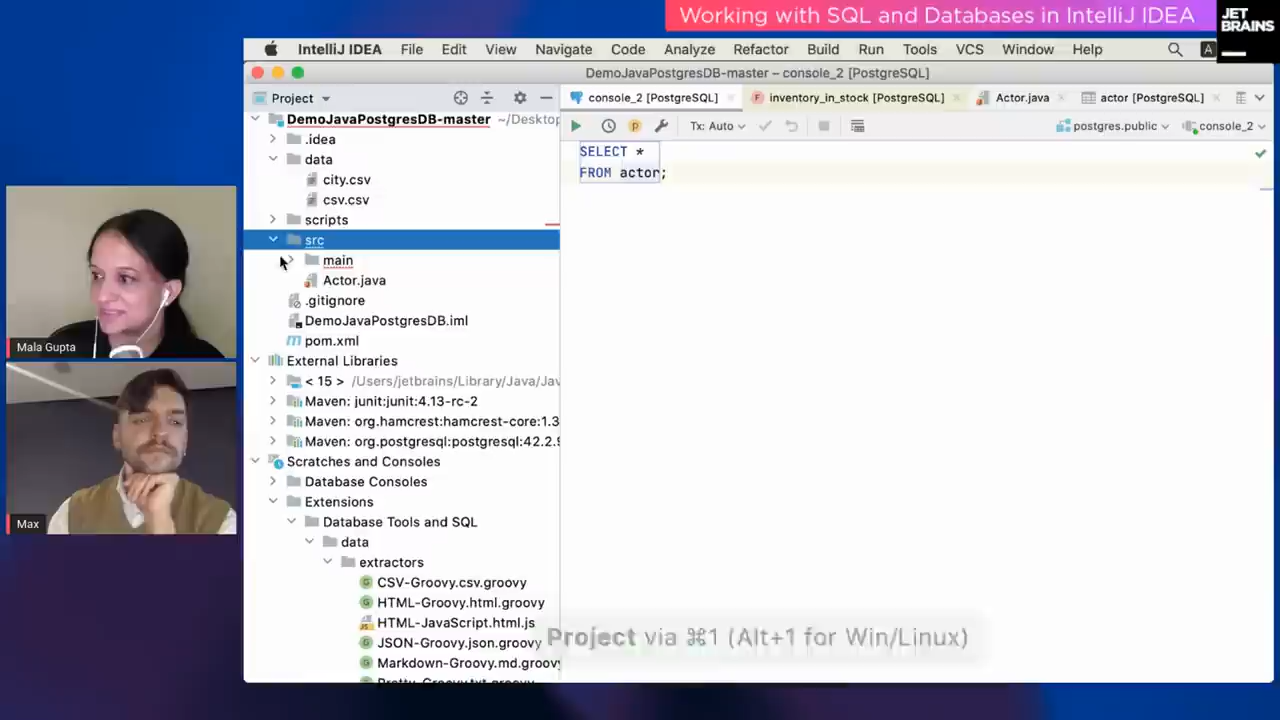 Working with SQL and Databases in IntelliJ IDEA
JET
BRAINS
IntelliJ IDEA File Edit View Navigate Code Analyze Refactor Build Run Tools VCS Window Help A
DemoJavaPostgresDB-master – console_2 [PostgreSQL]
Project
console_2 [PostgreSQL] inventory_in_stock [PostgreSQL] Actor.java actor [PostgreSQL]
Tx: Auto postgres.public console_2
DemoJavaPostgresDB-master ~/Desktop
.idea
data
city.csv
csv.csv
scripts
src
main
Actor.java
.gitignore
DemoJavaPostgresDB.iml
pom.xml
External Libraries
< 15 > /Users/jetbrains/Library/Java/Jav
Maven: junit:junit:4.13-rc-2
Maven: org.hamcrest:hamcrest-core:1.3
Maven: org.postgresql:postgresql:42.2.9
Scratches and Consoles
Database Consoles
Extensions
Database Tools and SQL
data
extractors
CSV-Groovy.csv.groovy
HTML-Groovy.html.groovy
HTML-JavaScript.html.js
JSON-Groovy.json.groovy
Markdown-Groovy.md.groovy
Pretty-Groovy.txt.groovy
SELECT *
FROM actor;
Project via ⌘1 (Alt+1 for Win/Linux)
Mala Gupta
Max